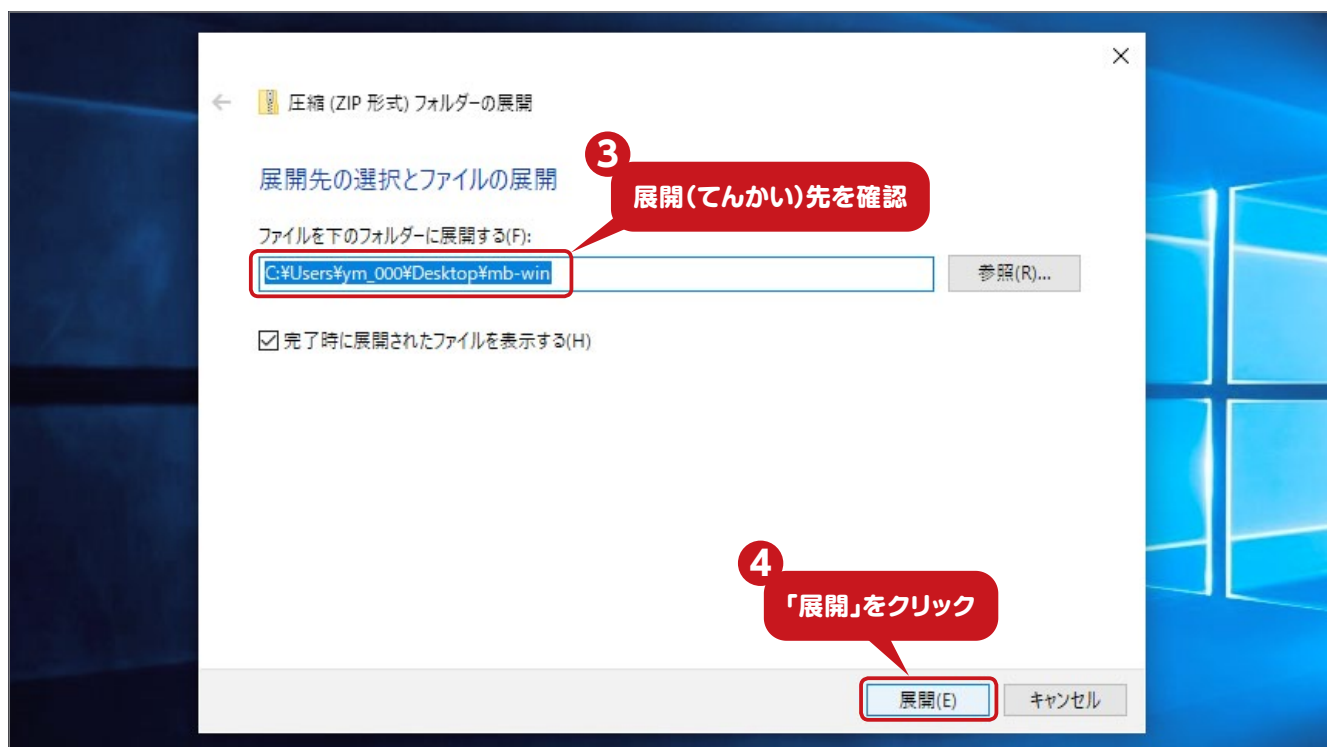 圧縮 (ZIP 形式) フォルダーの展開
3
展開先の選択とファイルの展開
展開(てんかい)先を確認
ファイルを下のフォルダーに展開する(F):
C:¥Users¥ym_000¥Desktop¥mb-win
参照(R)...
完了時に展開されたファイルを表示する(H)
4
「展開」をクリック
展開(E)
キャンセル